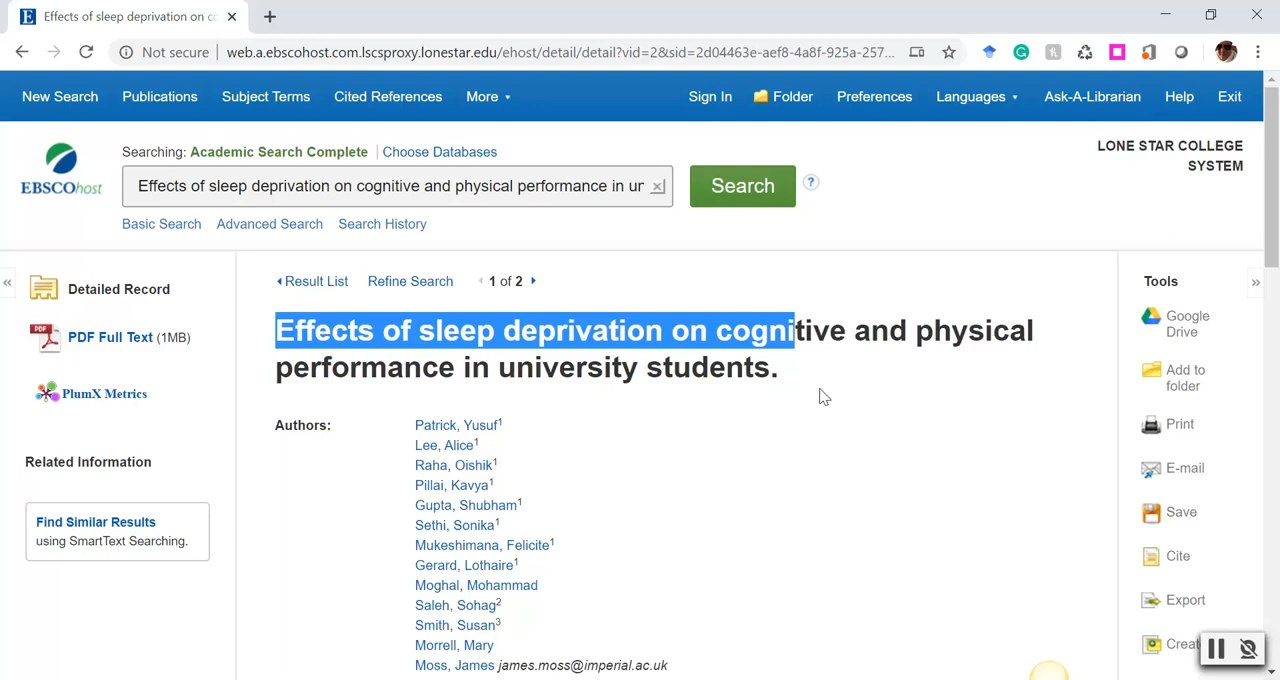 Effects of sleep deprivation on co
Not secure web.a.ebscohost.com.lscsproxy.lonestar.edu/ehost/detail/detail?vid=2&sid=2d04463e-aef8-4a8f-925a-257...
New Search Publications Subject Terms Cited References More Sign In Folder Preferences Languages Ask-A-Librarian Help Exit
EBSCOhost
Searching: Academic Search Complete Choose Databases
Effects of sleep deprivation on cognitive and physical performance in ur
Search
?
Basic Search Advanced Search Search History
LONE STAR COLLEGE
SYSTEM
« Detailed Record
PDF PDF Full Text (1MB)
PlumX Metrics
Related Information
Find Similar Results
using SmartText Searching.
Result List Refine Search 1 of 2
Effects of sleep deprivation on cognitive and physical
performance in university students.
Authors:
Patrick, Yusuf1
Lee, Alice1
Raha, Oishik1
Pillai, Kavya1
Gupta, Shubham1
Sethi, Sonika1
Mukeshimana, Felicite1
Gerard, Lothaire1
Moghal, Mohammad
Saleh, Sohag2
Smith, Susan3
Morrell, Mary
Moss, James james.moss@imperial.ac.uk
Tools »
Google
Drive
Add to
folder
Print
E-mail
Save
Cite
Export
Creat